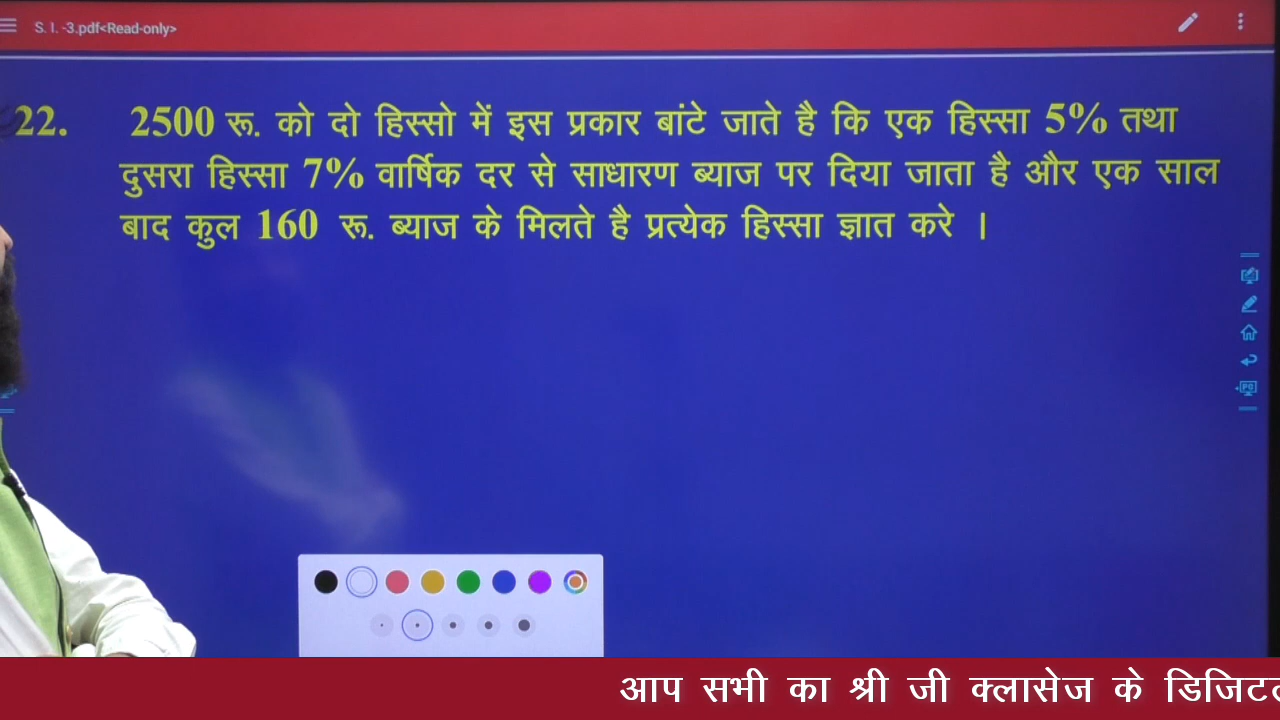 S. I. -3.pdf<Read-only>
22. 2500 रू. को दो हिस्सो में इस प्रकार बांटे जाते है कि एक हिस्सा 5% तथा
दुसरा हिस्सा 7% वार्षिक दर से साधारण ब्याज पर दिया जाता है और एक साल
बाद कुल 160 रू. ब्याज के मिलते है प्रत्येक हिस्सा ज्ञात करे ।
आप सभी का श्री जी क्लासेज के